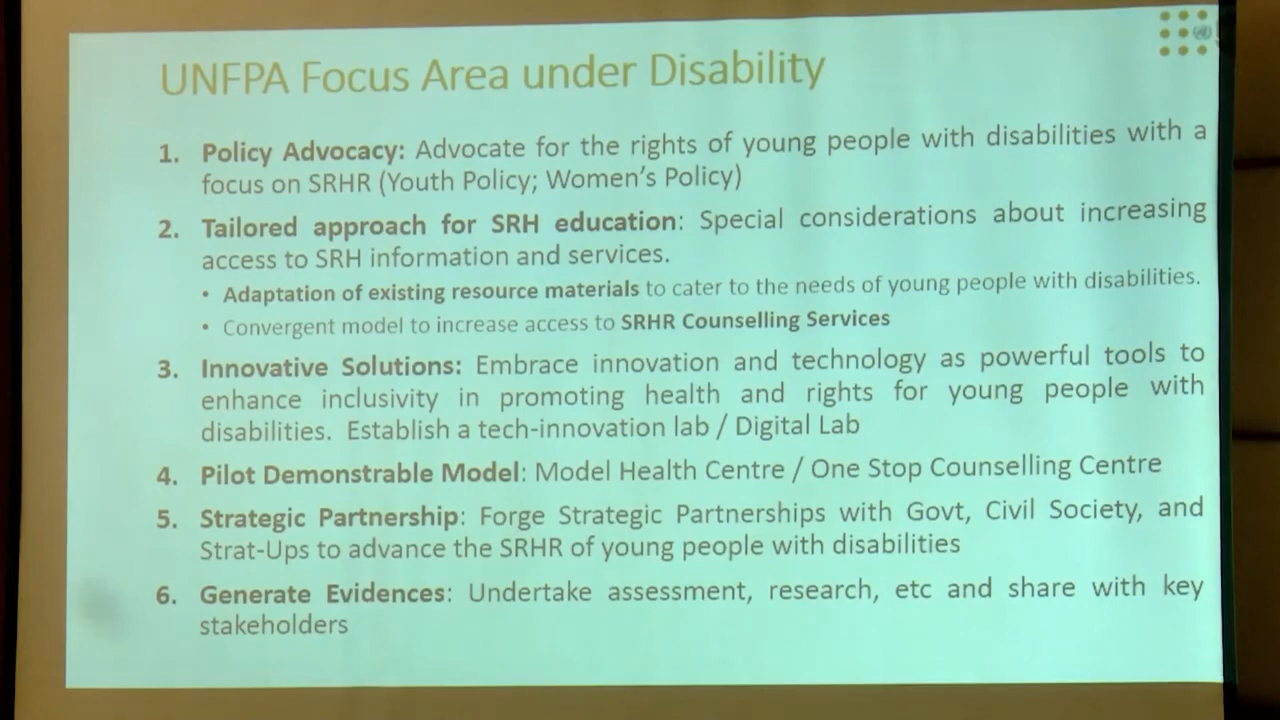 UNFPA Focus Area under Disability
1. Policy Advocacy: Advocate for the rights of young people with disabilities with a
focus on SRHR (Youth Policy; Women's Policy)
2. Tailored approach for SRH education: Special considerations about increasing
access to SRH information and services.
• Adaptation of existing resource materials to cater to the needs of young people with disabilities.
• Convergent model to increase access to SRHR Counselling Services
3. Innovative Solutions: Embrace innovation and technology as powerful tools to
enhance inclusivity in promoting health and rights for young people with
disabilities. Establish a tech-innovation lab / Digital Lab
4. Pilot Demonstrable Model: Model Health Centre / One Stop Counselling Centre
5. Strategic Partnership: Forge Strategic Partnerships with Govt, Civil Society, and
Strat-Ups to advance the SRHR of young people with disabilities
6. Generate Evidences: Undertake assessment, research, etc and share with key
stakeholders